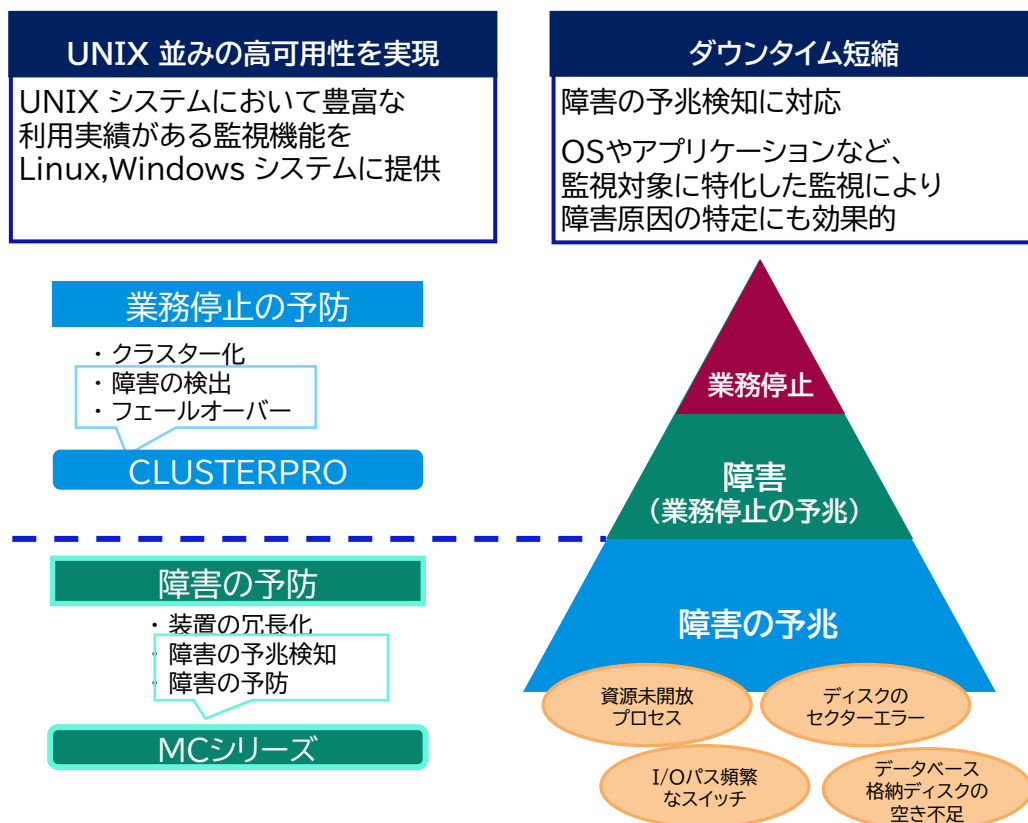 UNIX 並みの高可用性を実現
UNIX システムにおいて豊富な
利用実績がある監視機能を
Linux,Windows システムに提供
ダウンタイム短縮
障害の予兆検知に対応
OSやアプリケーションなど、
監視対象に特化した監視により
障害原因の特定にも効果的
業務停止の予防
・クラスター化
・障害の検出
・フェールオーバー
CLUSTERPRO
障害の予防
・装置の冗長化
・障害の予兆検知
・障害の予防
MCシリーズ
業務停止
障害
（業務停止の予兆）
障害の予兆
資源未開放
プロセス
ディスクの
セクターエラー
I/Oパス頻繁
なスイッチ
データベース
格納ディスクの
空き不足